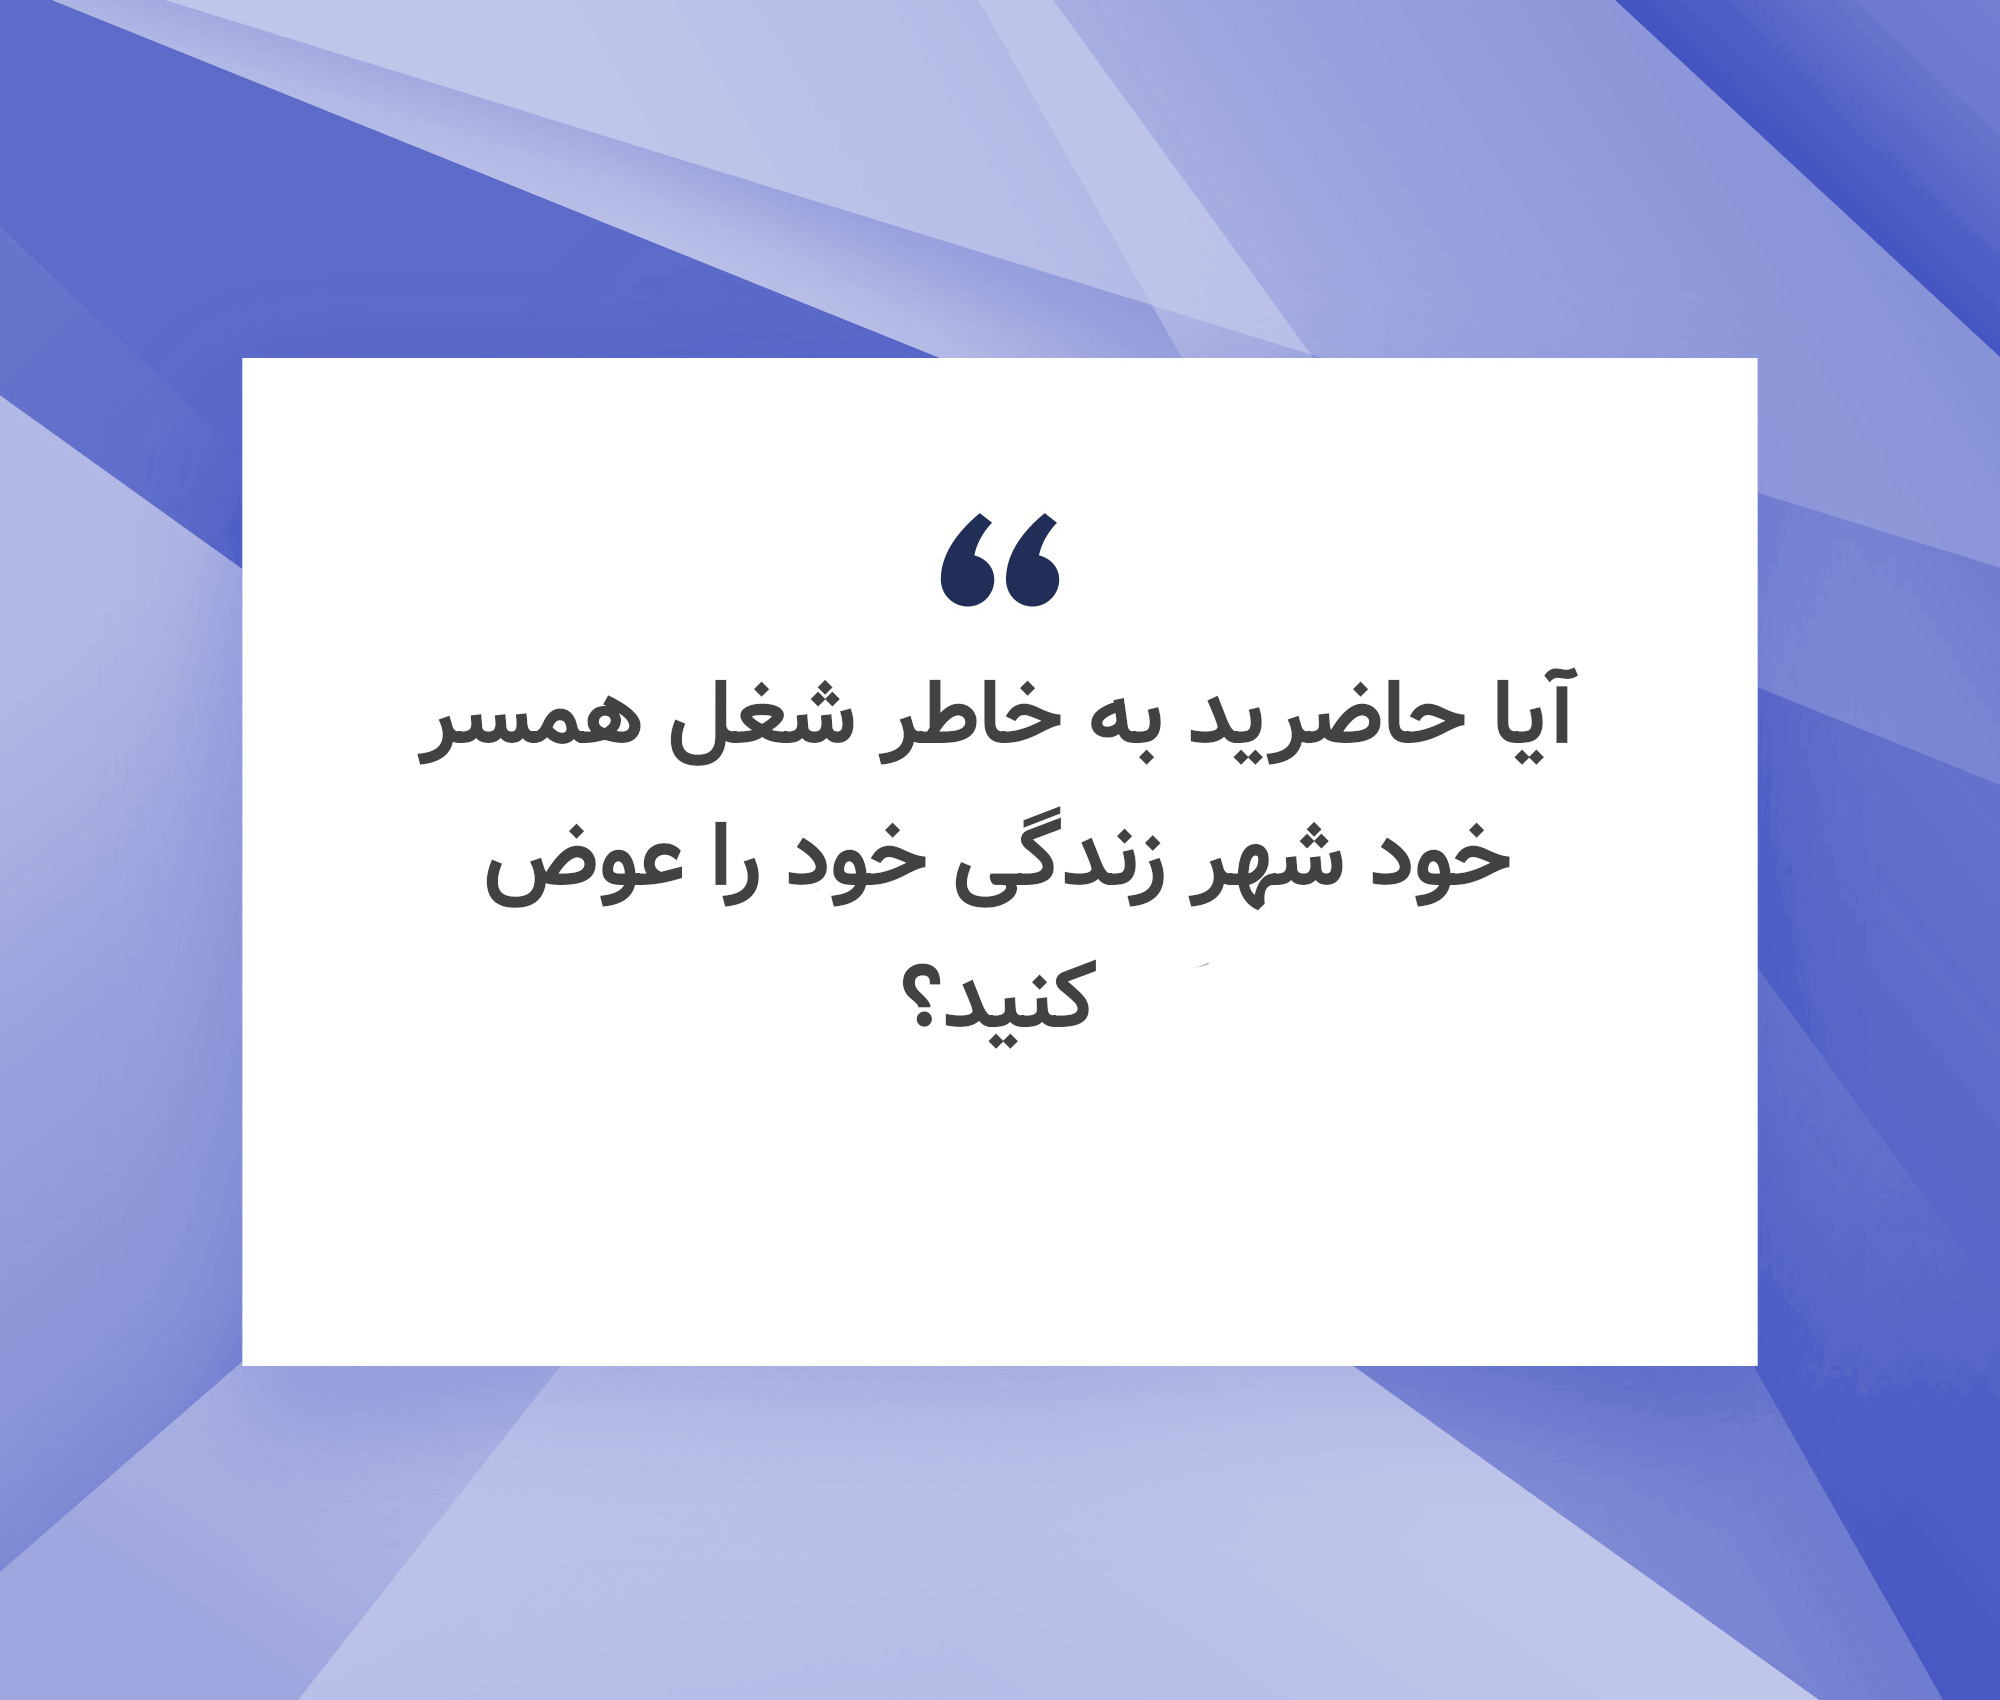 “
آیا حاضرید به خاطر شغل همسر
خود شهر زندگی خود را عوض
کنید؟